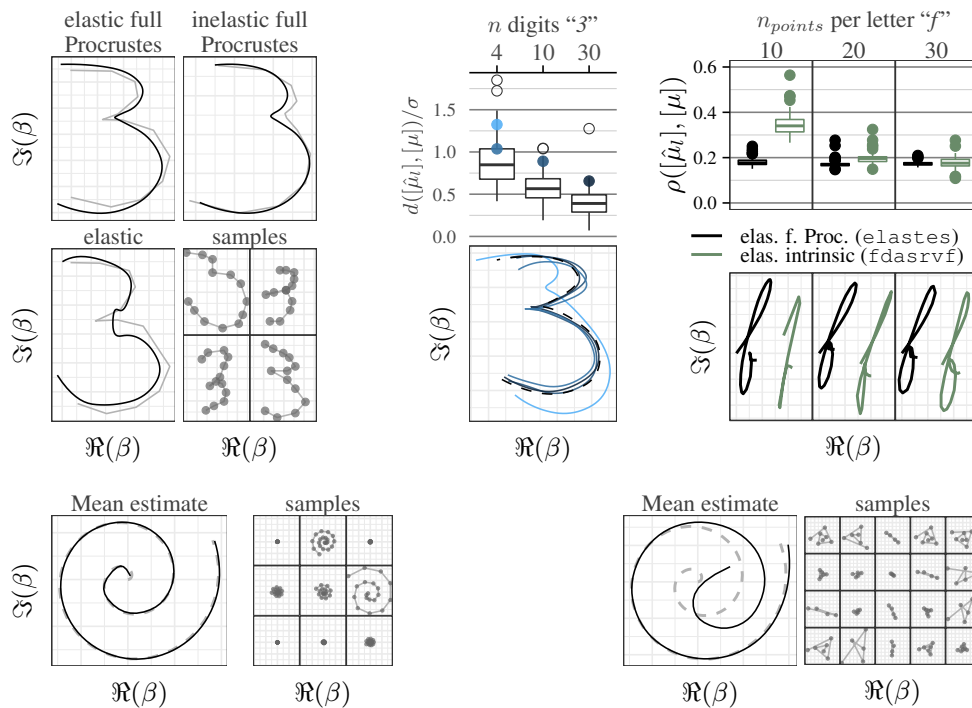 elastic full
Procrustes
inelastic full
Procrustes
ℑ(β)
elastic
samples
ℑ(β)
ℜ(β)
ℜ(β)
n digits “3”
4 10 30
d([μ̂ₗ], [μ])/σ
1.5
1.0
0.5
0.0
ℑ(β)
ℜ(β)
n_points per letter “f”
10 20 30
ρ([μ̂ₗ], [μ])
0.6
0.4
0.2
0.0
elas. f. Proc. (elastes)
elas. intrinsic (fdasrvf)
ℑ(β)
ℜ(β)
Mean estimate
samples
ℑ(β)
ℜ(β)
ℜ(β)
Mean estimate
samples
ℑ(β)
ℜ(β)
ℜ(β)